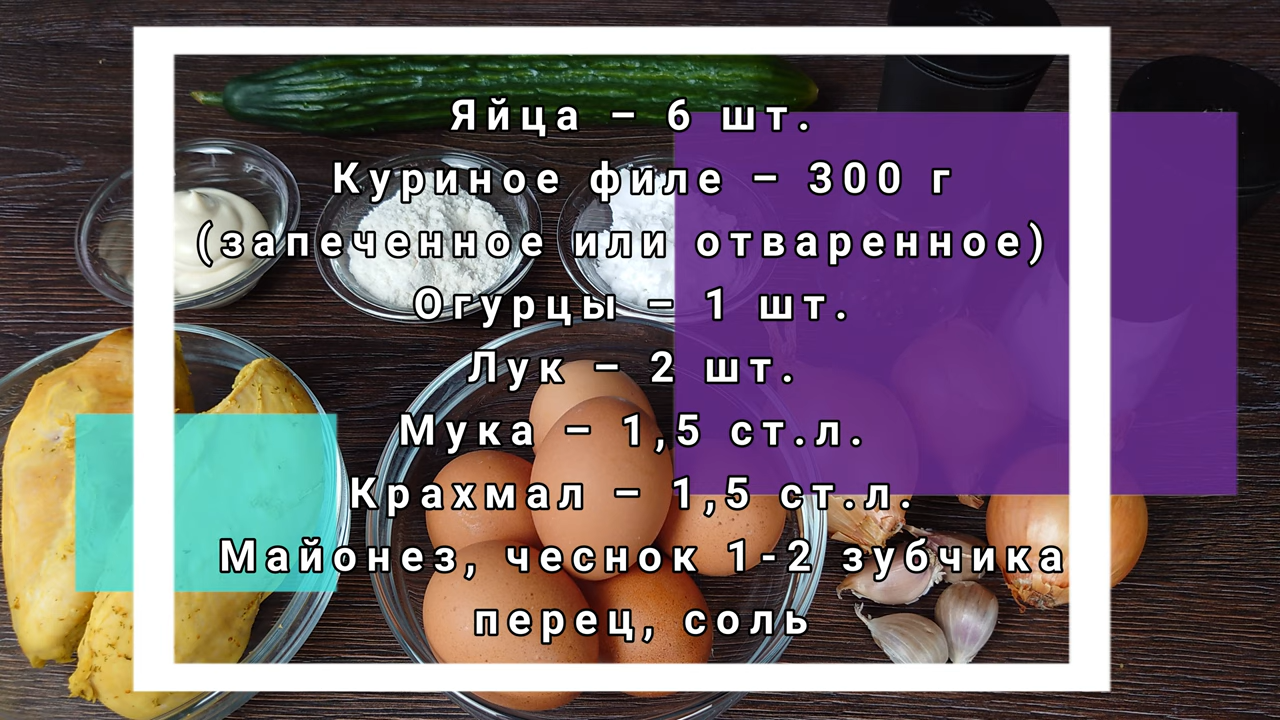 Яйца – 6 шт.
Куриное филе – 300 г
(запеченное или отваренное)
Огурцы – 1 шт.
Лук – 2 шт.
Мука – 1,5 ст.л.
Крахмал – 1,5 ст.л.
Майонез, чеснок 1-2 зубчика
перец, соль